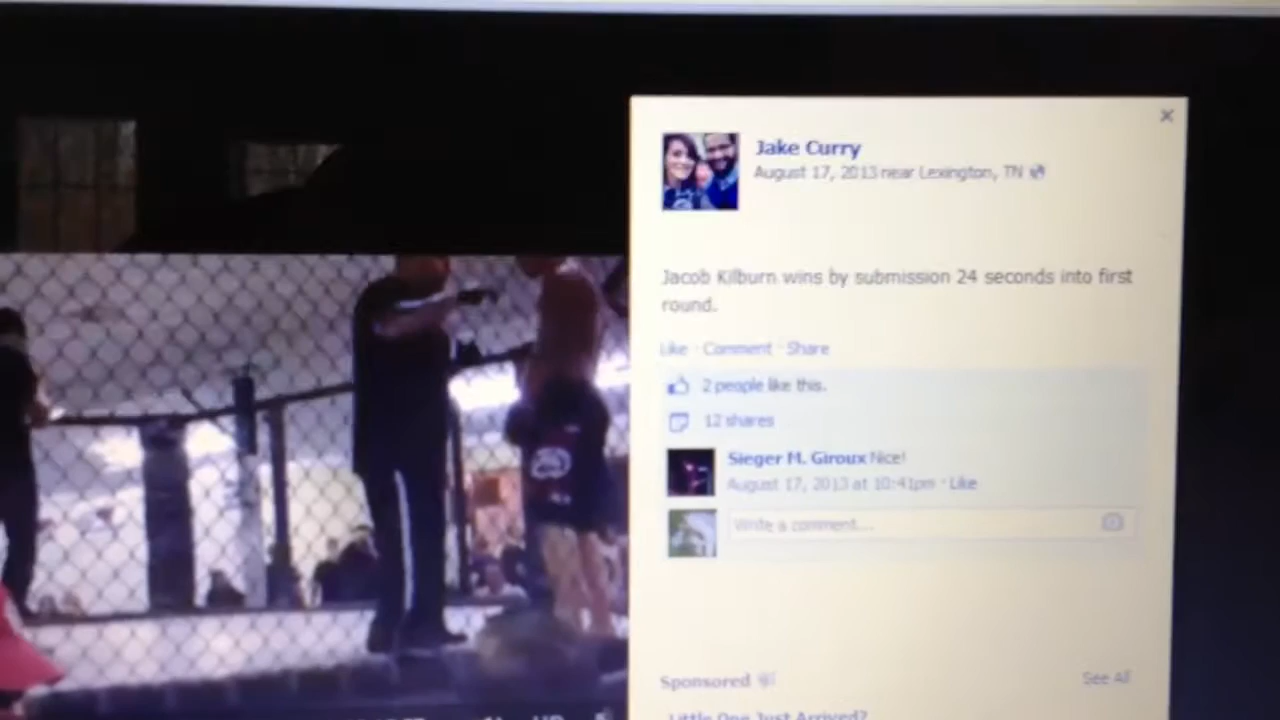 Jake Curry
August 17, 2013 near Lexington, TN
Jacob Kilburn wins by submission 24 seconds into first
round.
Like · Comment · Share
2 people like this.
12 shares
Sieger M. Giroux Nice!
August 17, 2013 at 10:41pm · Like
Write a comment...
Sponsored
See All
Little One Just Arrived?